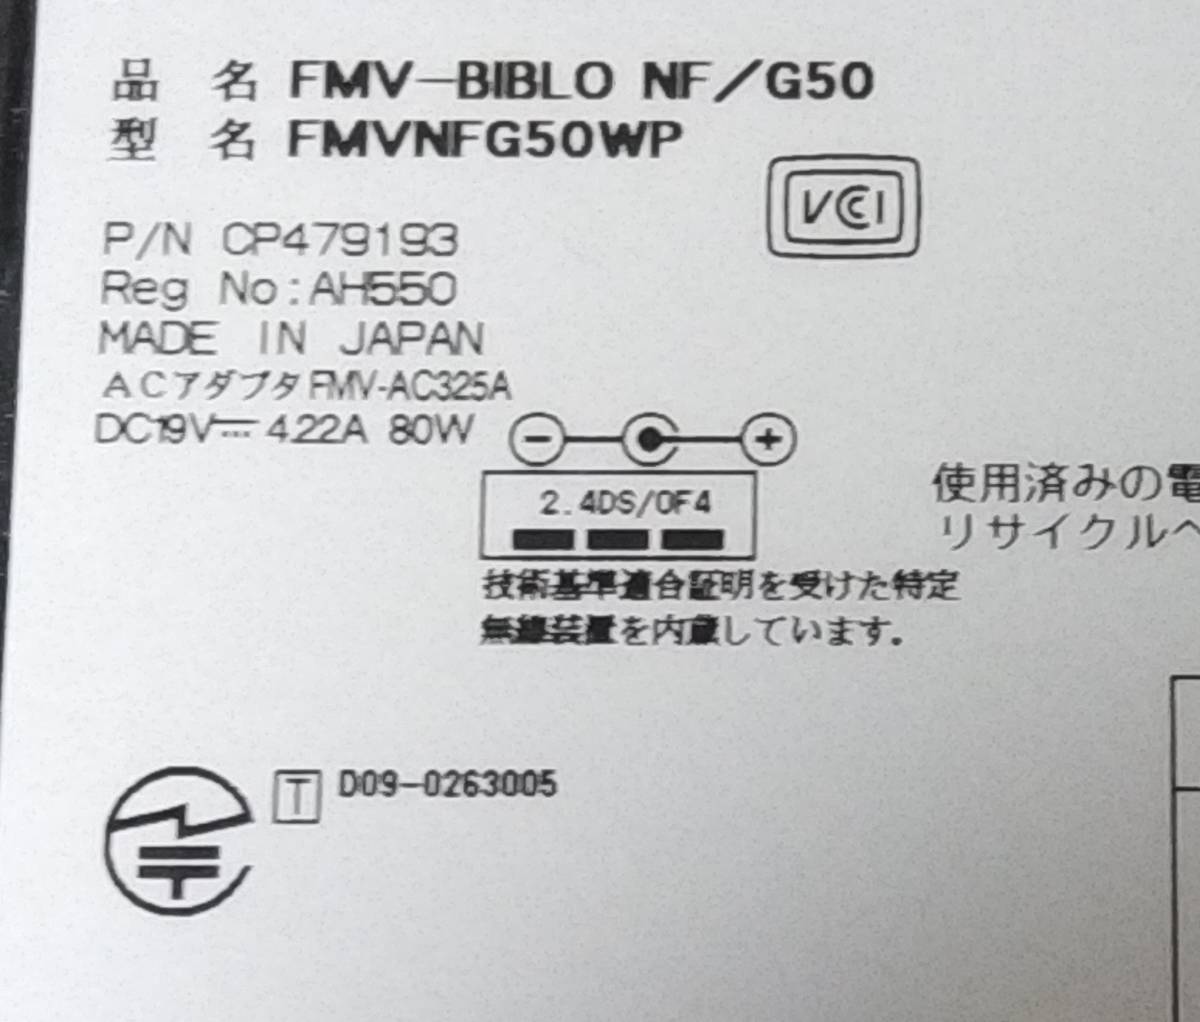 品 名 FMV-BIBLO NF/G50
型 名 FMVNFG50WP
VCCI
P/N CP479193
Reg No:AH550
MADE IN JAPAN
ACアダプタ FMV-AC325A
DC19V⎓ 4.22A 80W
2.4DS/OF4
技術基準適合証明を受けた特定
無線装置を内蔵しています。
使用済みの電
リサイクルへ
T D09-0263005